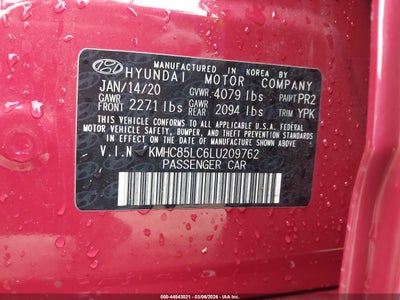 MANUFACTURED IN KOREA BY
HYUNDAI MOTOR COMPANY
JAN/14/20 GVWR 4079 lbs PAINT PR2
GAWR FRONT 2271 lbs GAWR REAR 2094 lbs TRIM YPK
THIS VEHICLE CONFORMS TO ALL APPLICABLE U.S.A. FEDERAL
MOTOR VEHICLE SAFETY, BUMPER, AND THEFT PREVENTION
STANDARDS IN EFFECT ON THE DATE OF MANUFACTURE
SHOWN ABOVE.
V.I.N KMHC85LC6LU209762
PASSENGER CAR
000-44543021 - 03/06/2026 - IAA Inc.